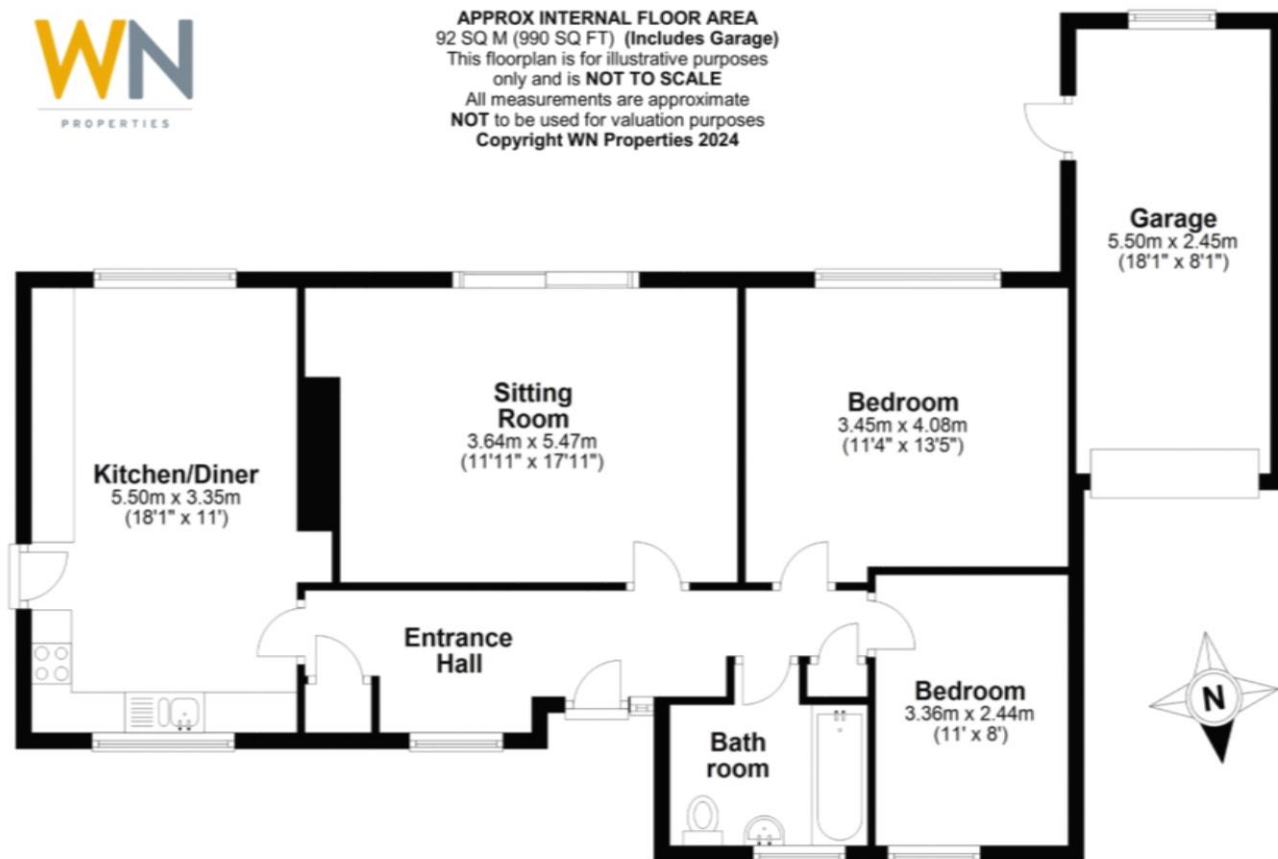 WN
PROPERTIES
APPROX INTERNAL FLOOR AREA
92 SQ M (990 SQ FT) (Includes Garage)
This floorplan is for illustrative purposes
only and is NOT TO SCALE
All measurements are approximate
NOT to be used for valuation purposes
Copyright WN Properties 2024
Garage
5.50m x 2.45m
(18'1" x 8'1")
Sitting
Room
3.64m x 5.47m
(11'11" x 17'11")
Bedroom
3.45m x 4.08m
(11'4" x 13'5")
Kitchen/Diner
5.50m x 3.35m
(18'1" x 11')
Entrance
Hall
Bedroom
3.36m x 2.44m
(11' x 8')
Bath
room
N